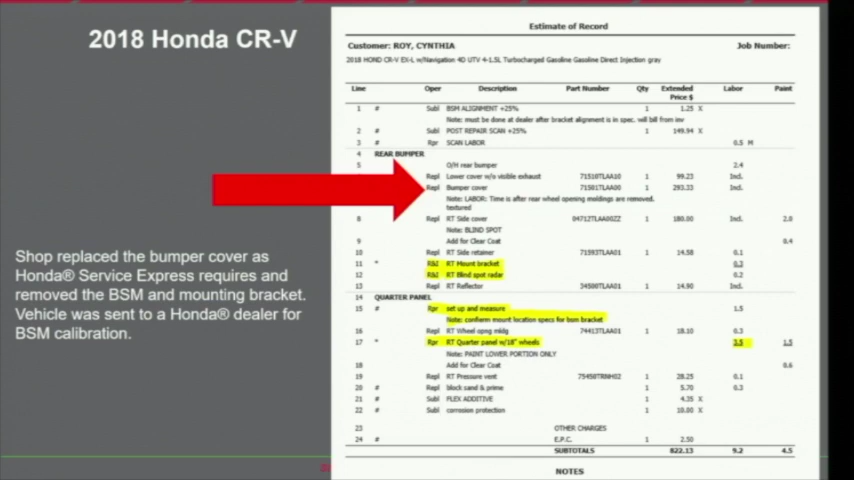 2018 Honda CR-V
Shop replaced the bumper cover as
Honda® Service Express requires and
removed the BSM and mounting bracket.
Vehicle was sent to a Honda® dealer for
BSM calibration.
Estimate of Record
Customer: ROY, CYNTHIA Job Number:
2018 HOND CR-V EX-L w/Navigation 4D UTV 4-1.5L Turbocharged Gasoline Gasoline Direct Injection gray
Line Oper Description Part Number Qty Extended Price $ Labor Paint
1 # Subl BSM ALIGNMENT +25% 1 1.25 X
Note: must be done at dealer after bracket alignment is in spec. will bill from inv
2 # Subl POST REPAIR SCAN +25% 1 149.94 X
3 # Rpr SCAN LABOR 0.5 M
4 REAR BUMPER
5 O/H rear bumper 2.4
Repl Lower cover w/o visible exhaust 71510TLAA10 1 99.23 Incl.
Repl Bumper cover 71501TLAA00 1 293.33 Incl.
Note: LABOR: Time is after rear wheel opening moldings are removed.
textured
8 Repl RT Side cover 04712TLAA00ZZ 1 180.00 Incl. 2.0
Note: BLIND SPOT
9 Add for Clear Coat 0.4
10 Repl RT Side retainer 71593TLAA01 1 14.58 0.1
11 * R&I RT Mount bracket 0.3
12 R&I RT Blind spot radar 0.2
13 Repl RT Reflector 34500TLAA01 1 14.90 Incl.
14 QUARTER PANEL
15 # Rpr set up and measure 1.5
Note: confierm mount location specs for bsm bracket
16 Repl RT Wheel opng mldg 74413TLAA01 1 18.10 0.3
17 * Rpr RT Quarter panel w/18" wheels 3.5 1.5
Note: PAINT LOWER PORTION ONLY
18 Add for Clear Coat 0.6
19 Repl RT Pressure vent 75450TRNH02 1 28.25 0.1
20 # Repl block sand & prime 1 5.70 0.3
21 # Subl FLEX ADDITIVE 1 4.35 X
22 # Subl corrosion protection 1 10.00 X
23 OTHER CHARGES
24 # E.P.C. 1 2.50
SUBTOTALS 822.13 9.2 4.5
NOTES